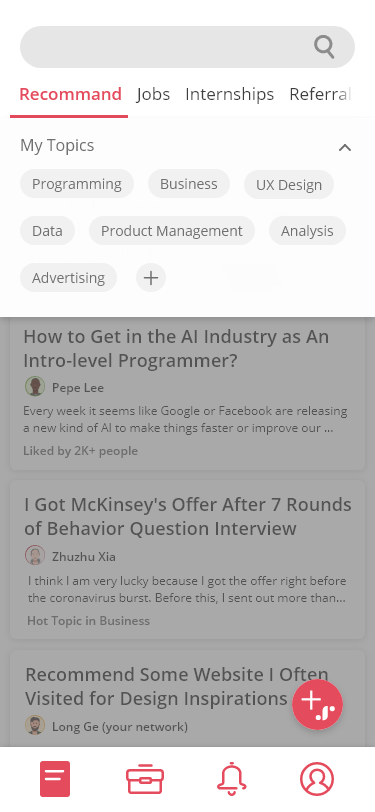 Recommand Jobs Internships Referral
My Topics
Programming Business UX Design
Data Product Management Analysis
Advertising
How to Get in the AI Industry as An
Intro-level Programmer?
Pepe Lee
Every week it seems like Google or Facebook are releasing
a new kind of AI to make things faster or improve our ...
Liked by 2K+ people
I Got McKinsey's Offer After 7 Rounds
of Behavior Question Interview
Zhuzhu Xia
I think I am very lucky because I got the offer right before
the coronavirus burst. Before this, I sent out more than...
Hot Topic in Business
Recommend Some Website I Often
Visited for Design Inspirations
Long Ge (your network)